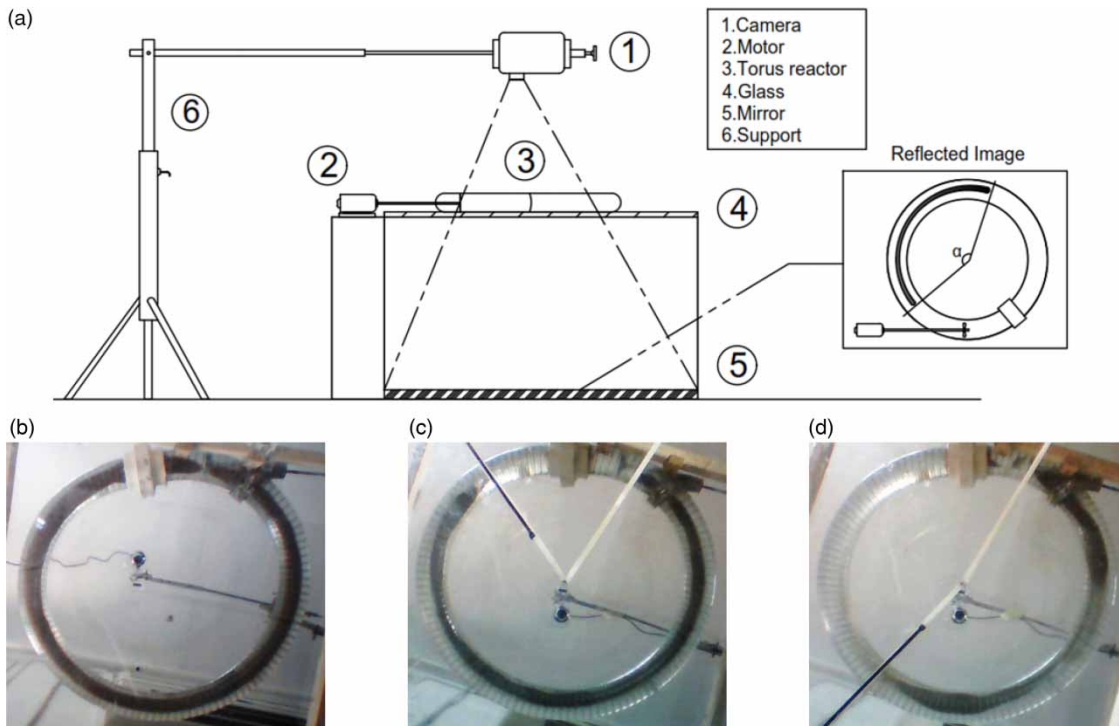 (a)
1
1.Camera
2.Motor
3.Torus reactor
4.Glass
5.Mirror
6.Support
6
2
3
Reflected Image
4
α
5
(b)
(c)
(d)